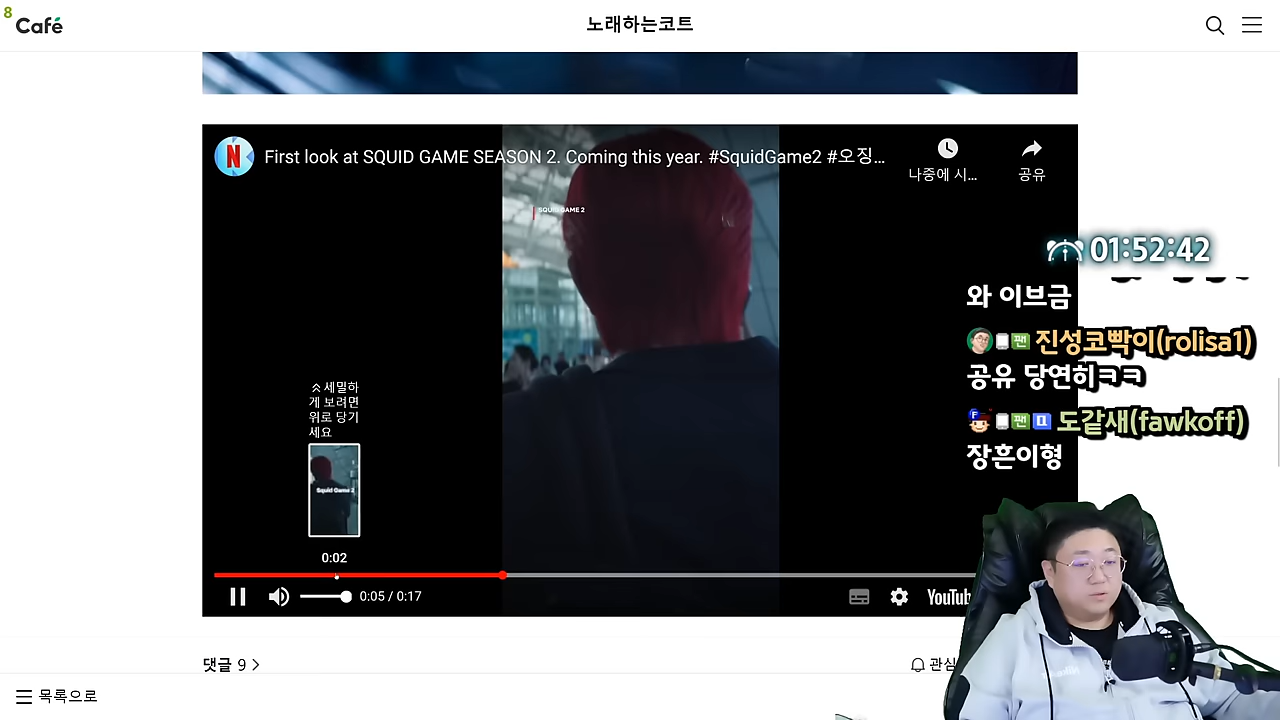 8
Café
노래하는코트
First look at SQUID GAME SEASON 2. Coming this year. #SquidGame2 #오징...
나중에 시...
공유
SQUID GAME 2
01:52:42
와 이브금
진성코빡이(rolisa1)
공유 당연히ㅋㅋ
도같새(fawkoff)
장흔이형
세밀하
게 보려면
위로 당기
세요
Squid Game 2
0:02
0:05 / 0:17
YouTub
댓글 9
관심
목록으로